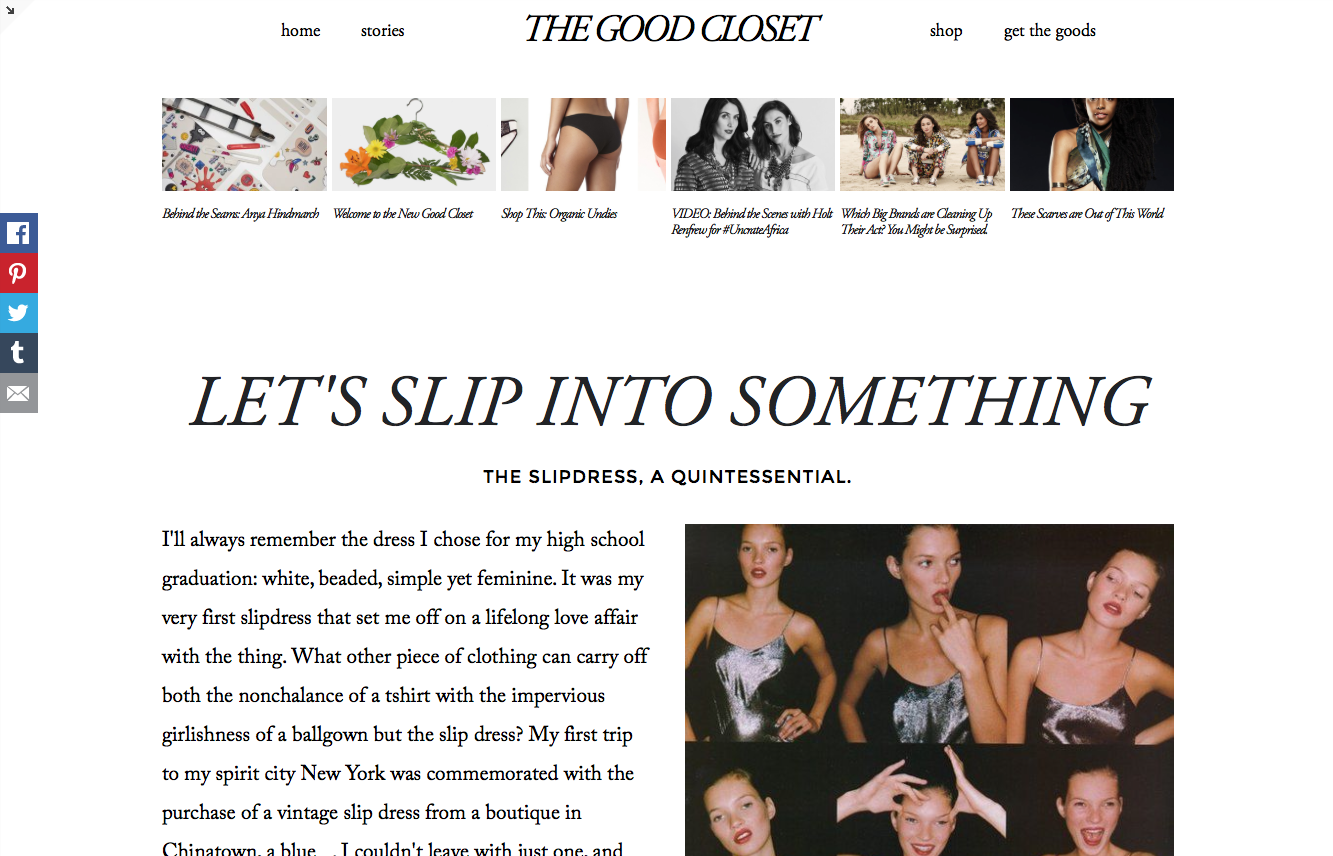 home
stories
THE GOOD CLOSET
shop
get the goods
Behind the Seams: Anya Hindmarch
Welcome to the New Good Closet
Shop This: Organic Undies
VIDEO: Behind the Scenes with Holt
Renfrew for #UncrateAfrica
Which Big Brands are Cleaning Up
Their Act? You Might be Surprised.
These Scarves are Out of This World
LET'S SLIP INTO SOMETHING
THE SLIPDRESS, A QUINTESSENTIAL.
I'll always remember the dress I chose for my high school
graduation: white, beaded, simple yet feminine. It was my
very first slipdress that set me off on a lifelong love affair
with the thing. What other piece of clothing can carry off
both the nonchalance of a tshirt with the impervious
girlishness of a ballgown but the slip dress? My first trip
to my spirit city New York was commemorated with the
purchase of a vintage slip dress from a boutique in
Chinatown, a blue... I couldn't leave with just one, and